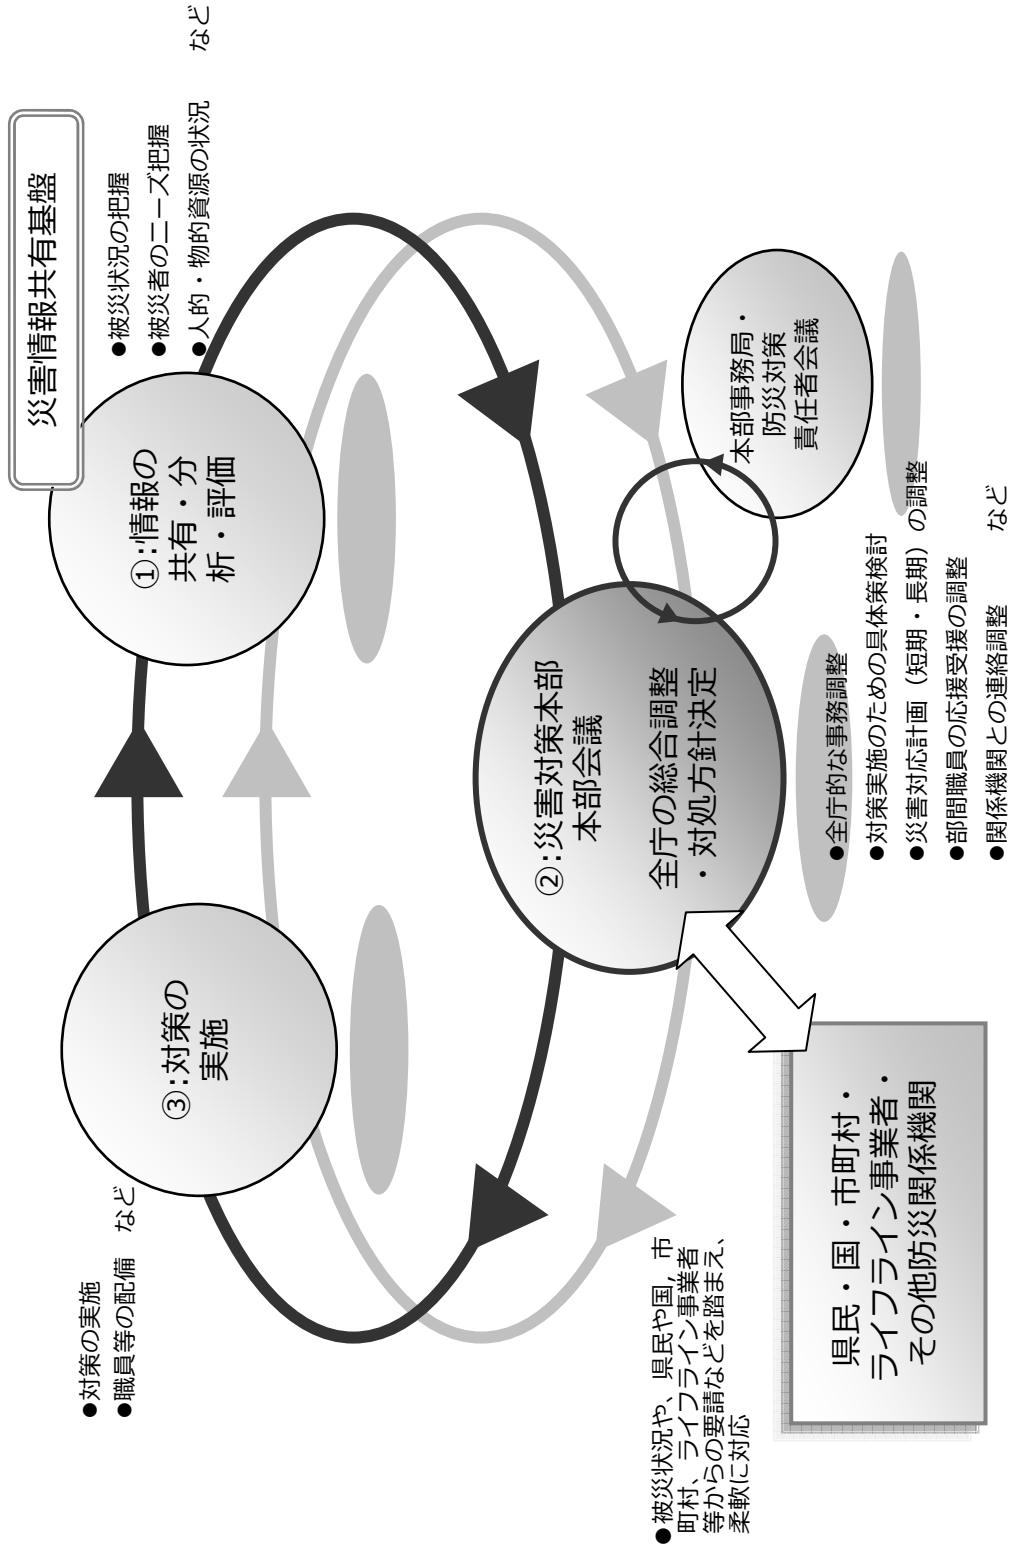 災害情報共有基盤
●被災状況の把握
●被災者のニーズ把握
●人的・物的資源の状況　など
①:情報の
共有・分
析・評価
●対策の実施
●職員等の配備　など
③:対策の
実施
②:災害対策本部
本部会議
全庁の総合調整
・対処方針決定
本部事務局・
防災対策
責任者会議
●全庁的な事務調整
●対策実施のための具体策検討
●災害対応計画（短期・長期）の調整
●部間職員の応援受援の調整
●関係機関との連絡調整　など
●被災状況や、県民や国,市
町村、ライフライン事業者
等からの要請などを踏まえ、
柔軟に対応
県民・国・市町村・
ライフライン事業者・
その他防災関係機関